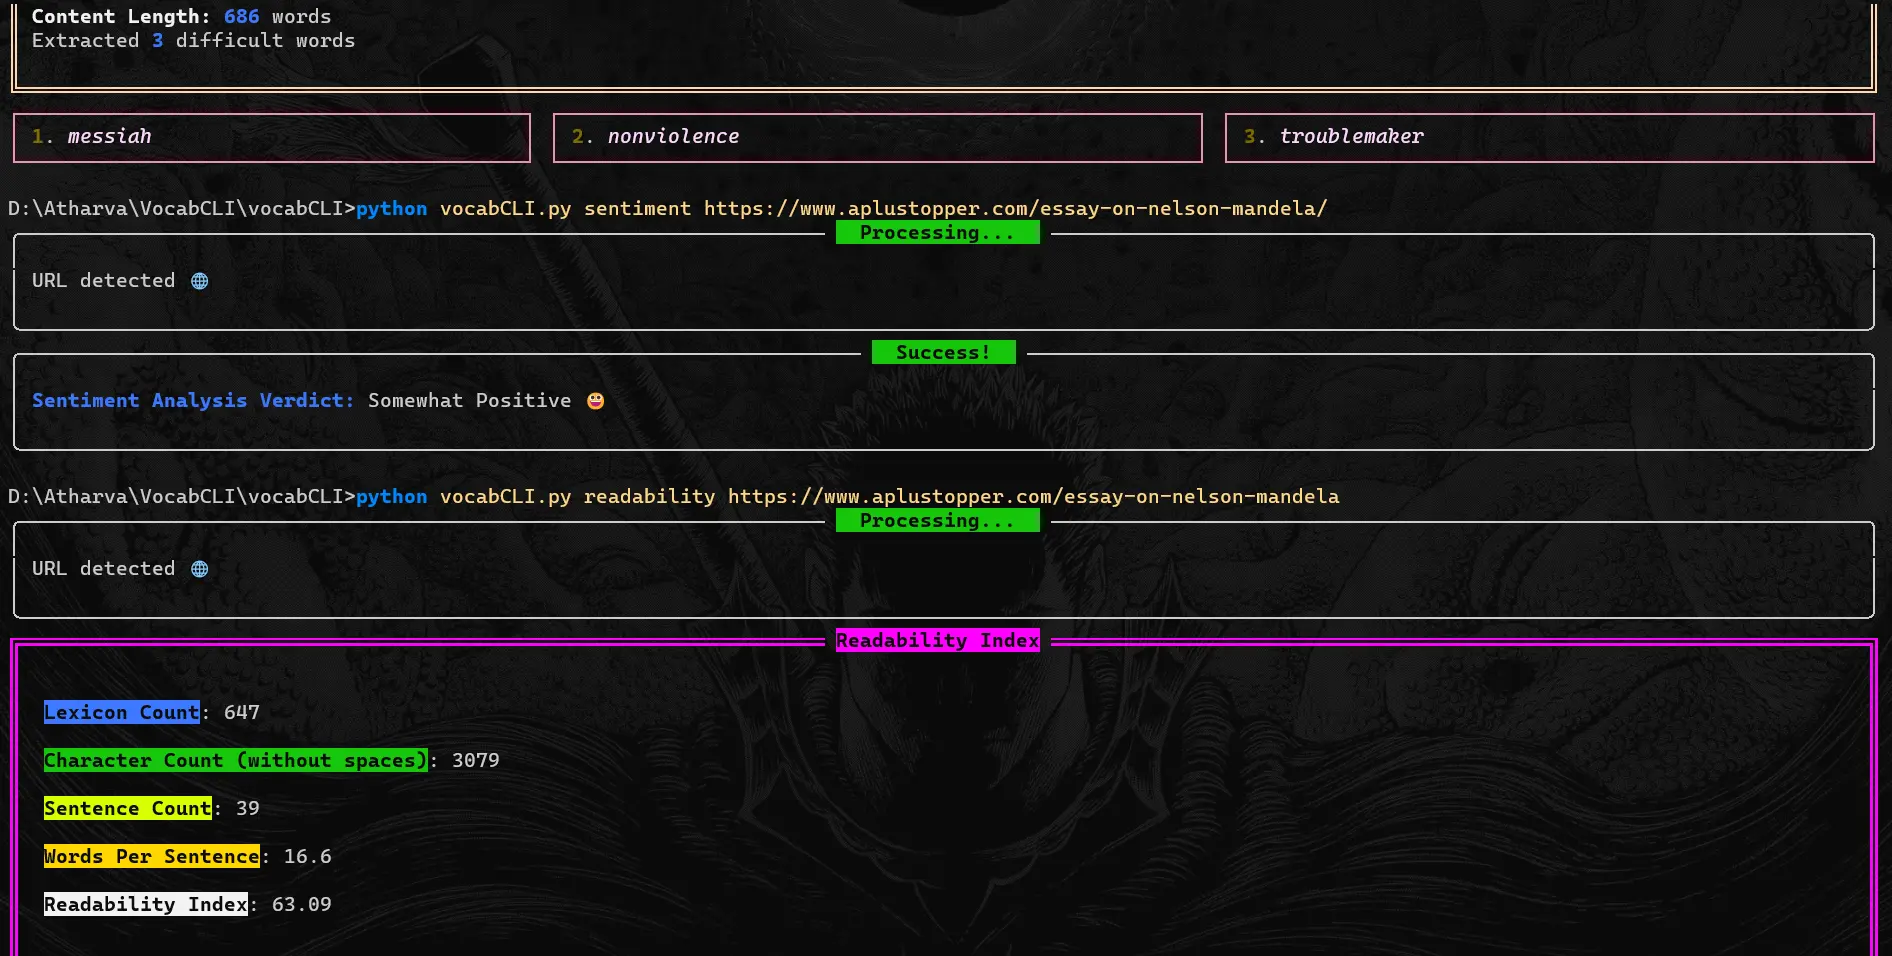 Content Length: 686 words
Extracted 3 difficult words
1. messiah 2. nonviolence 3. troublemaker
D:\Atharva\VocabCLI\vocabCLI>python vocabCLI.py sentiment https://www.aplustopper.com/essay-on-nelson-mandela/
Processing...
URL detected 🌐
Success!
Sentiment Analysis Verdict: Somewhat Positive 😀
D:\Atharva\VocabCLI\vocabCLI>python vocabCLI.py readability https://www.aplustopper.com/essay-on-nelson-mandela
Processing...
URL detected 🌐
Readability Index
Lexicon Count: 647
Character Count (without spaces): 3079
Sentence Count: 39
Words Per Sentence: 16.6
Readability Index: 63.09